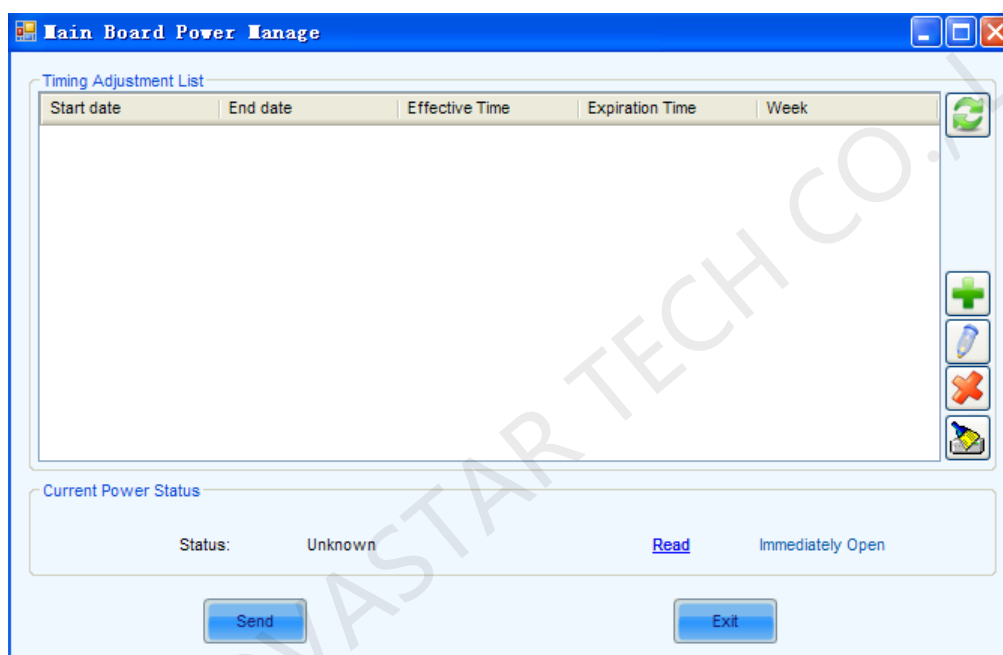 Main Board Power Manage
Timing Adjustment List
Start date End date Effective Time Expiration Time Week
Current Power Status
Status: Unknown Read Immediately Open
Send Exit
VASTAR TECH CO.,L